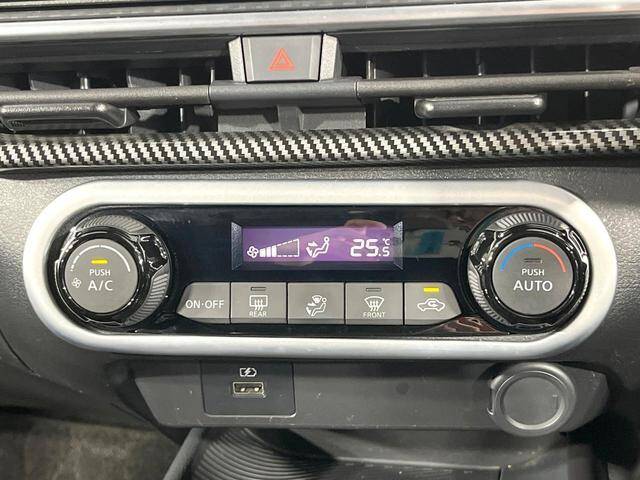 25.5°C
PUSH
A/C
ON·OFF
REAR
FRONT
PUSH
AUTO